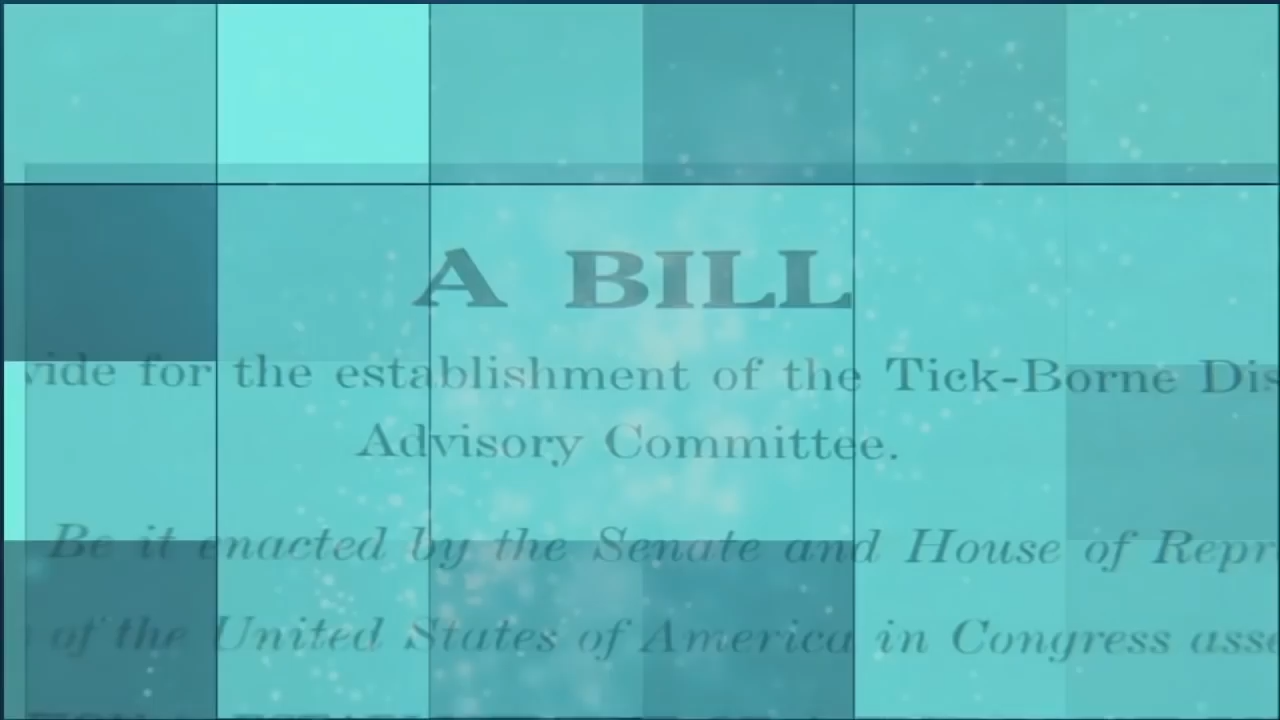 A BILL
vide for the establishment of the Tick-Borne Dis
Advisory Committee.
Be it enacted by the Senate and House of Repr
of the United States of America in Congress asse